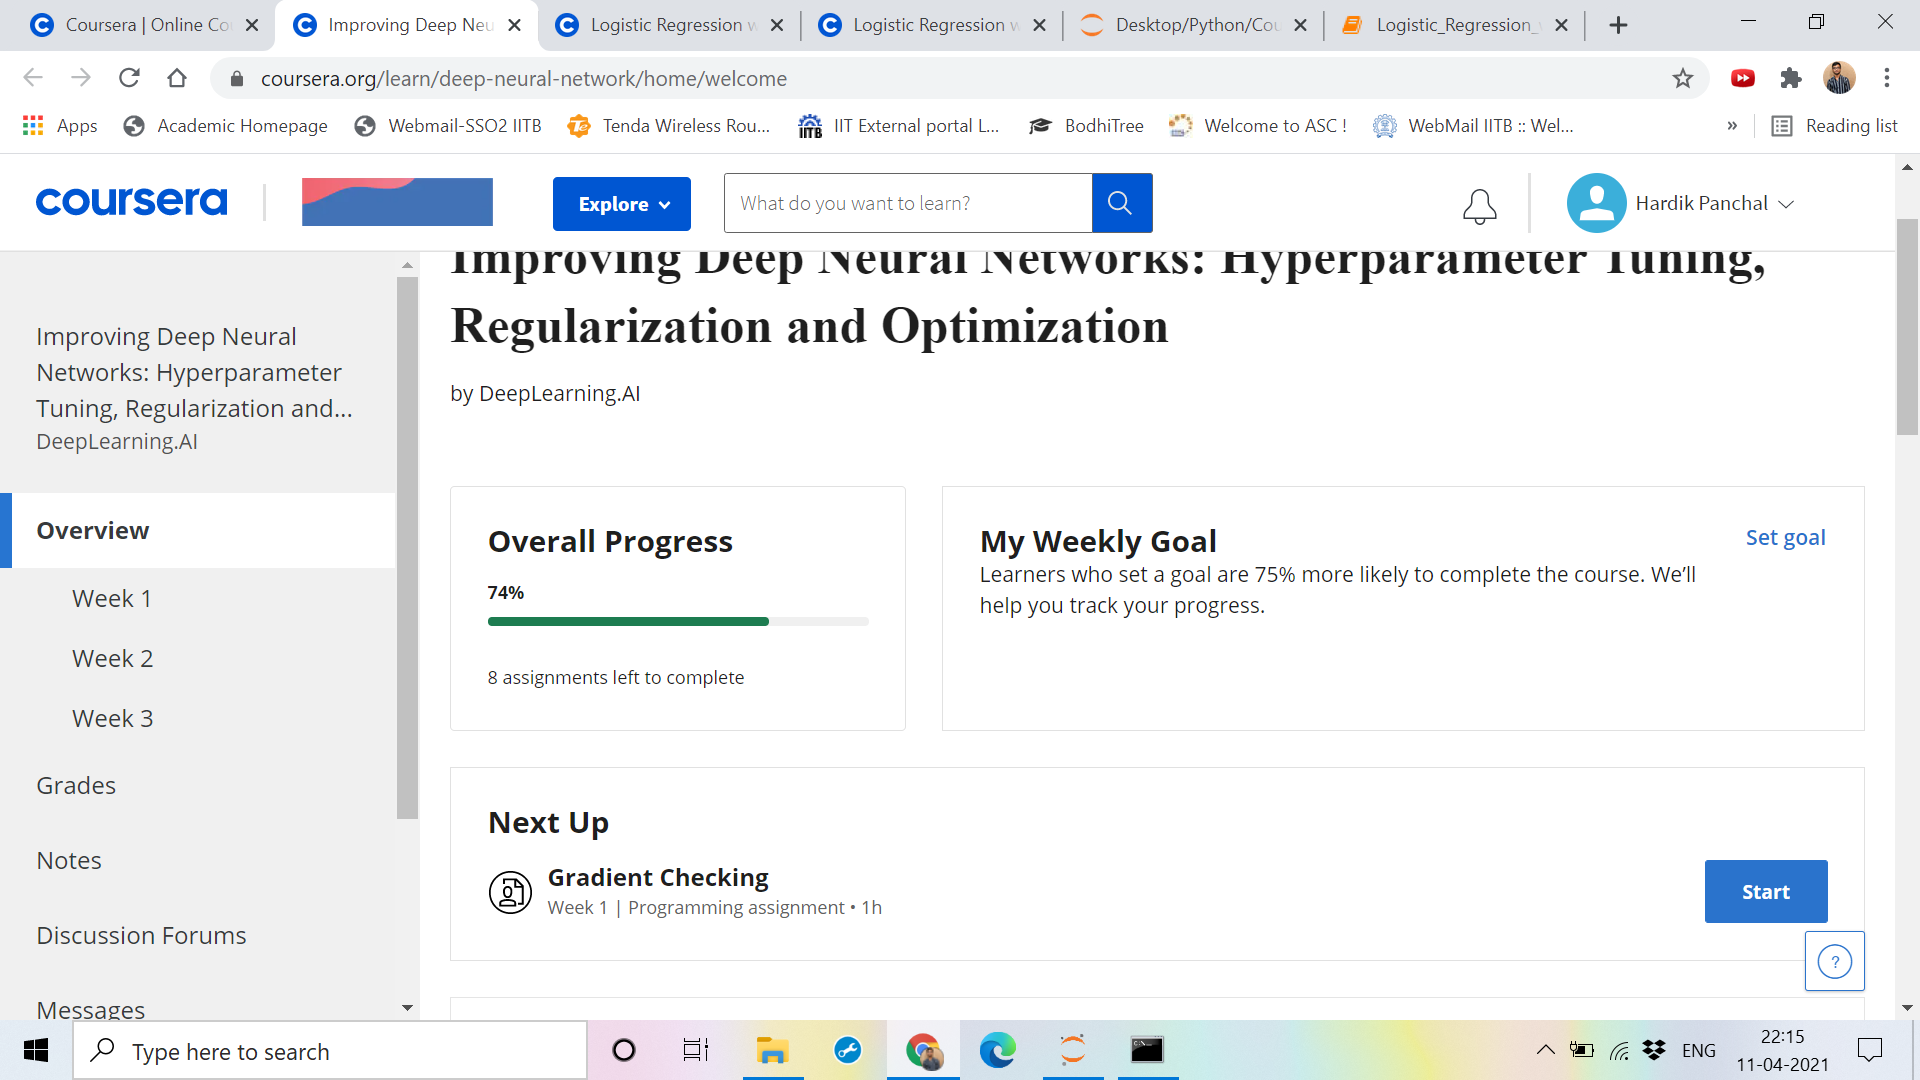 Coursera | Online Co
Improving Deep Neu
Logistic Regression w
Logistic Regression w
Desktop/Python/Cou
Logistic_Regression_
coursera.org/learn/deep-neural-network/home/welcome
Apps
Academic Homepage
Webmail-SSO2 IITB
Tenda Wireless Rou...
IITB
IIT External portal L...
BodhiTree
Welcome to ASC !
WebMail IITB :: Wel...
»
Reading list
coursera
Explore
What do you want to learn?
Hardik Panchal
Improving Deep Neural Networks: Hyperparameter Tuning,
Regularization and Optimization
by DeepLearning.AI
Improving Deep Neural
Networks: Hyperparameter
Tuning, Regularization and...
DeepLearning.AI
Overview
Week 1
Week 2
Week 3
Grades
Notes
Discussion Forums
Messages
Overall Progress
74%
8 assignments left to complete
My Weekly Goal
Set goal
Learners who set a goal are 75% more likely to complete the course. We’ll
help you track your progress.
Next Up
Gradient Checking
Week 1 | Programming assignment • 1h
Start
?
Type here to search
ENG
22:15
11-04-2021